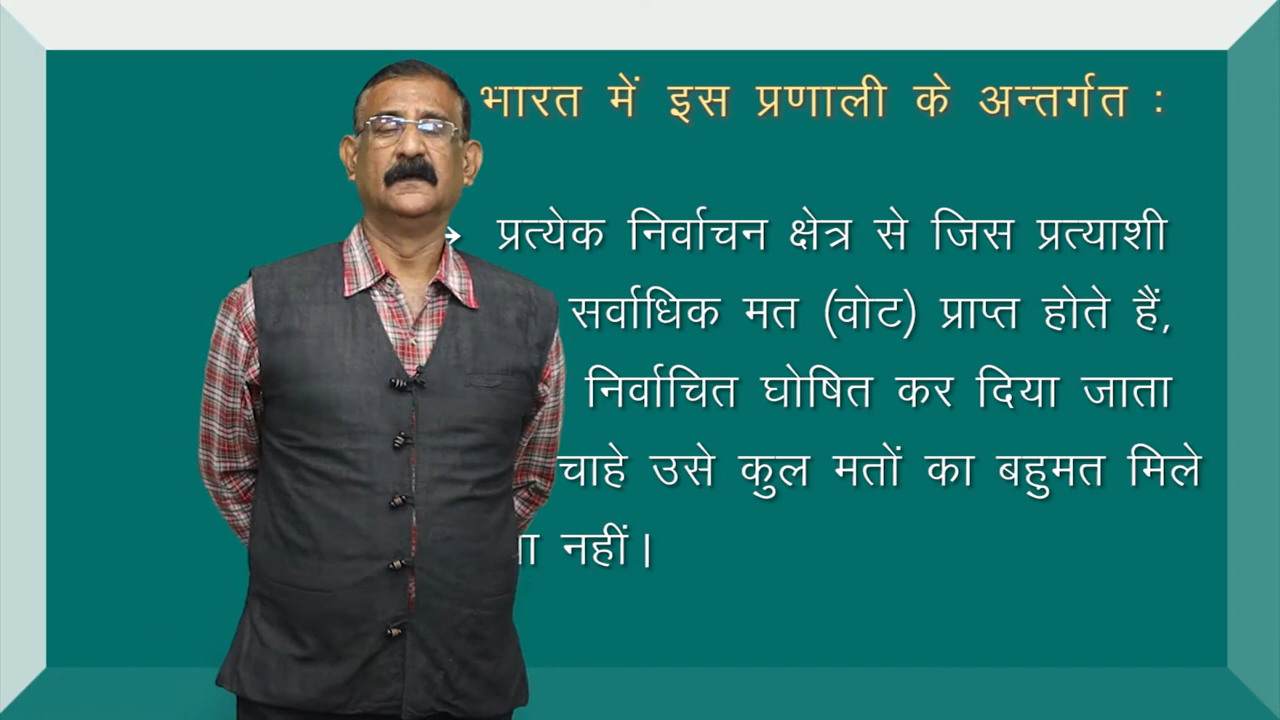 भारत में इस प्रणाली के अन्तर्गत :
→ प्रत्येक निर्वाचन क्षेत्र से जिस प्रत्याशी
सर्वाधिक मत (वोट) प्राप्त होते हैं,
निर्वाचित घोषित कर दिया जाता
चाहे उसे कुल मतों का बहुमत मिले
नहीं।